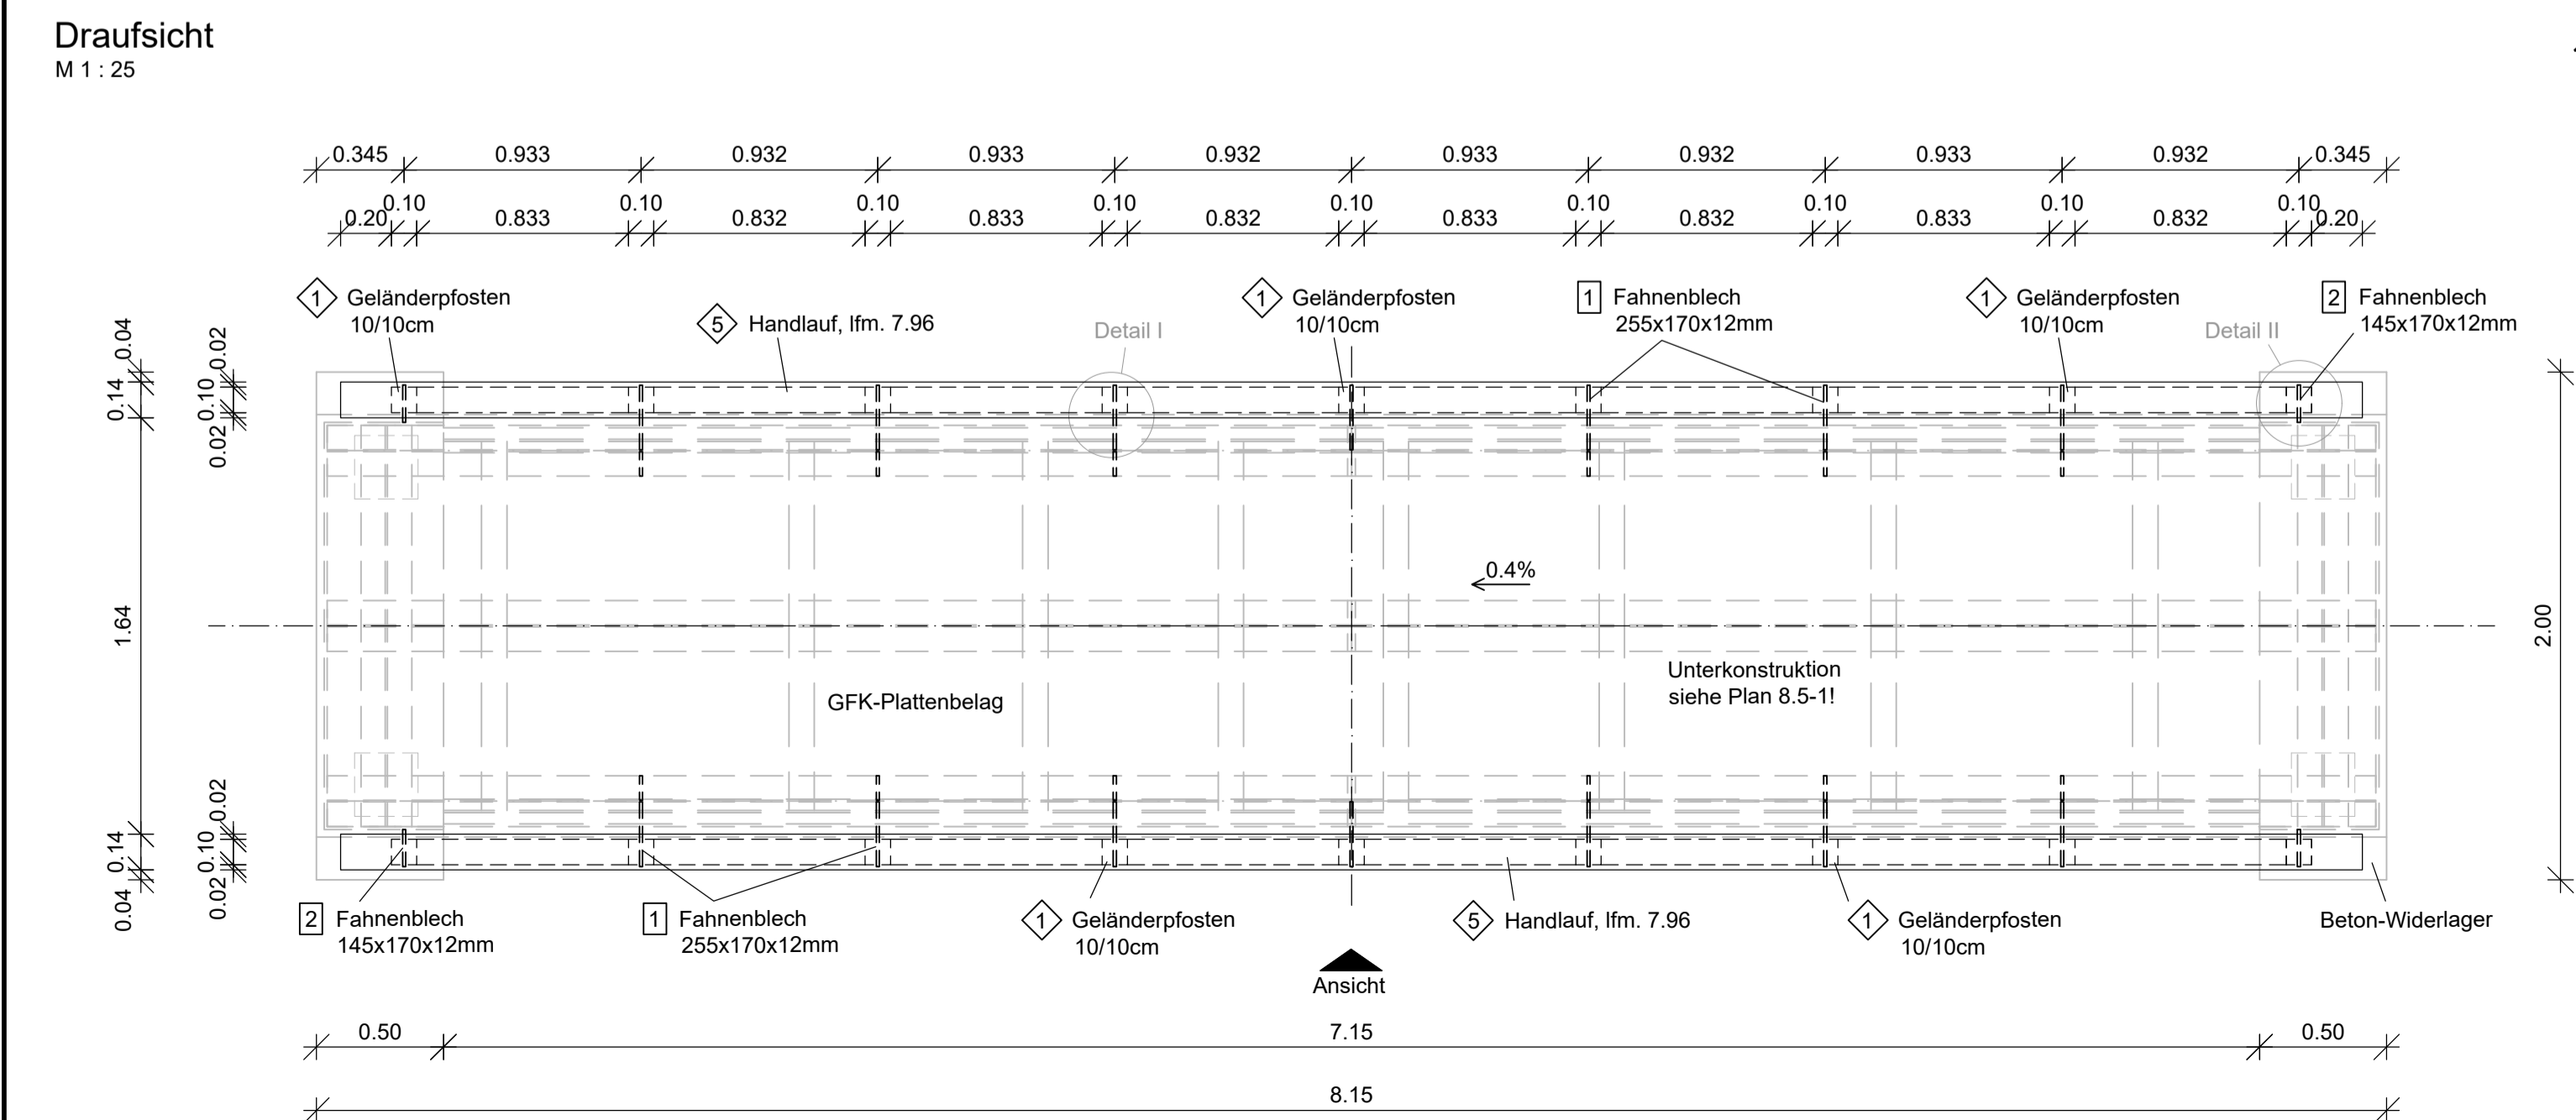 Draufsicht
M 1 : 25
0.345 0.933 0.932 0.933 0.932 0.933 0.932 0.933 0.932 0.345
0.10 0.10 0.10 0.10 0.10 0.10 0.10 0.10 0.10
0.20 0.833 0.832 0.833 0.832 0.833 0.832 0.833 0.832 0.20
1 Geländerpfosten
10/10cm
5 Handlauf, lfm. 7.96
Detail I
1 Geländerpfosten
10/10cm
1 Fahnenblech
255x170x12mm
1 Geländerpfosten
10/10cm
Detail II
2 Fahnenblech
145x170x12mm
0.04
0.14
1.64
0.14
0.04
0.02
0.10
0.02
0.02
0.10
0.02
2.00
0.4%
GFK-Plattenbelag
Unterkonstruktion
siehe Plan 8.5-1!
2 Fahnenblech
145x170x12mm
1 Fahnenblech
255x170x12mm
1 Geländerpfosten
10/10cm
5 Handlauf, lfm. 7.96
1 Geländerpfosten
10/10cm
Beton-Widerlager
Ansicht
0.50 7.15 0.50
8.15